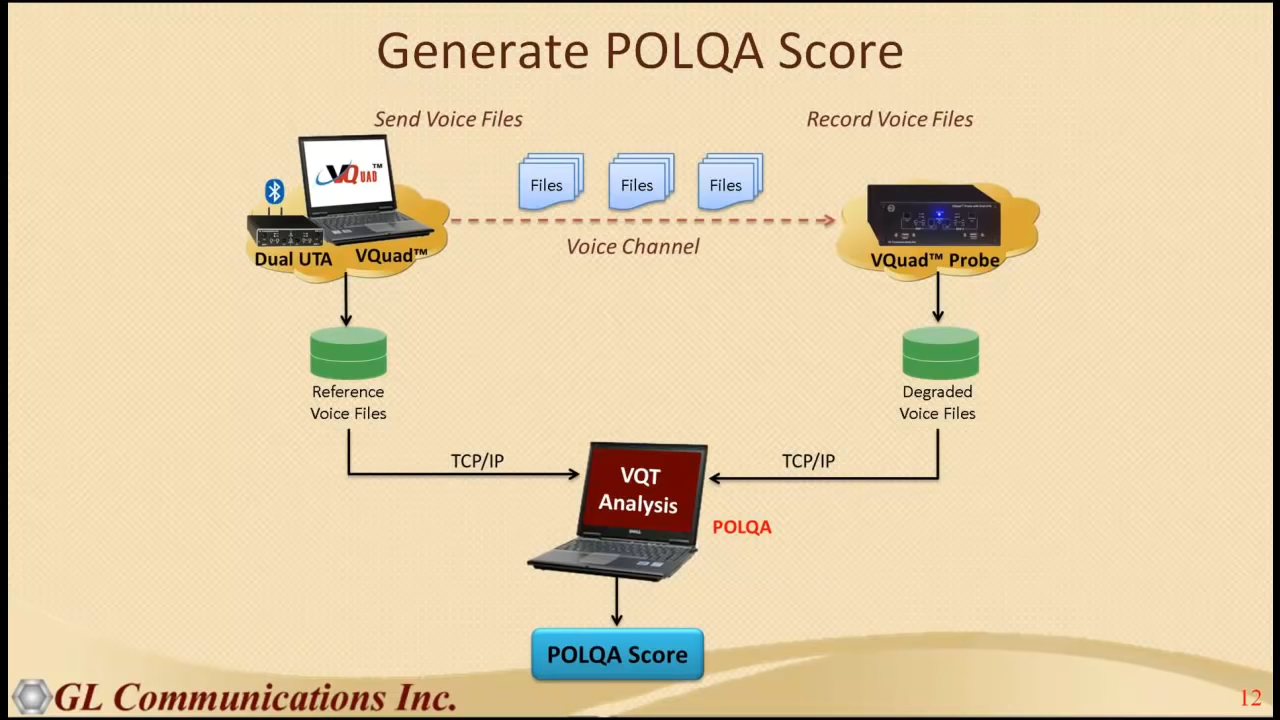 Generate POLQA Score
Send Voice Files
Record Voice Files
VQuad™
Files
Files
Files
Voice Channel
Dual UTA
VQuad™
VQuad™ Probe
Reference
Voice Files
Degraded
Voice Files
TCP/IP
TCP/IP
VQT
Analysis
DELL
POLQA
POLQA Score
GL Communications Inc.
12